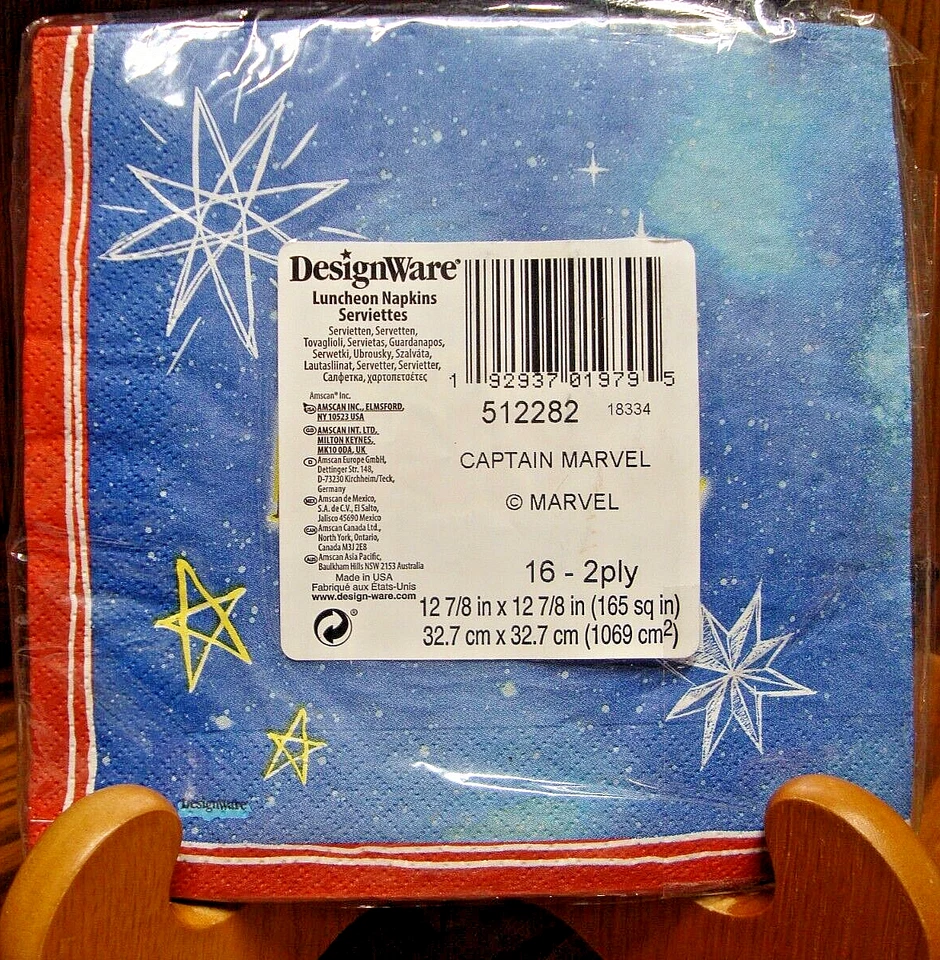 DesignWare®
Luncheon Napkins
Serviettes
Servietten, Servetten,
Tovaglioli, Servietas, Guardanapos,
Serwetki, Ubrousky, Szalváta,
Lautasliinat, Servetter, Servietter,
Салфетка, χαρτοπετσέτες
1 92937 01979 5
512282 18334
CAPTAIN MARVEL
© MARVEL
16 - 2ply
12 7/8 in x 12 7/8 in (165 sq in)
32.7 cm x 32.7 cm (1069 cm²)
Amscan® Inc.
USA AMSCAN INC., ELMSFORD,
NY 10523 USA
GB AMSCAN INT. LTD,
MILTON KEYNES,
MK10 0DA, UK
D Amscan Europe GmbH,
Dettinger Str. 148,
D-73230 Kirchheim/Teck,
Germany
MEX Amscan de Mexico,
S.A. de C.V., El Salto,
Jalisco 45690 Mexico
CAN Amscan Canada Ltd.,
North York, Ontario,
Canada M3J 2E8
AUS Amscan Asia Pacific,
Baulkham Hills NSW 2153 Australia
Made in USA
Fabriqué aux États-Unis
www.design-ware.com
®
DesignWare